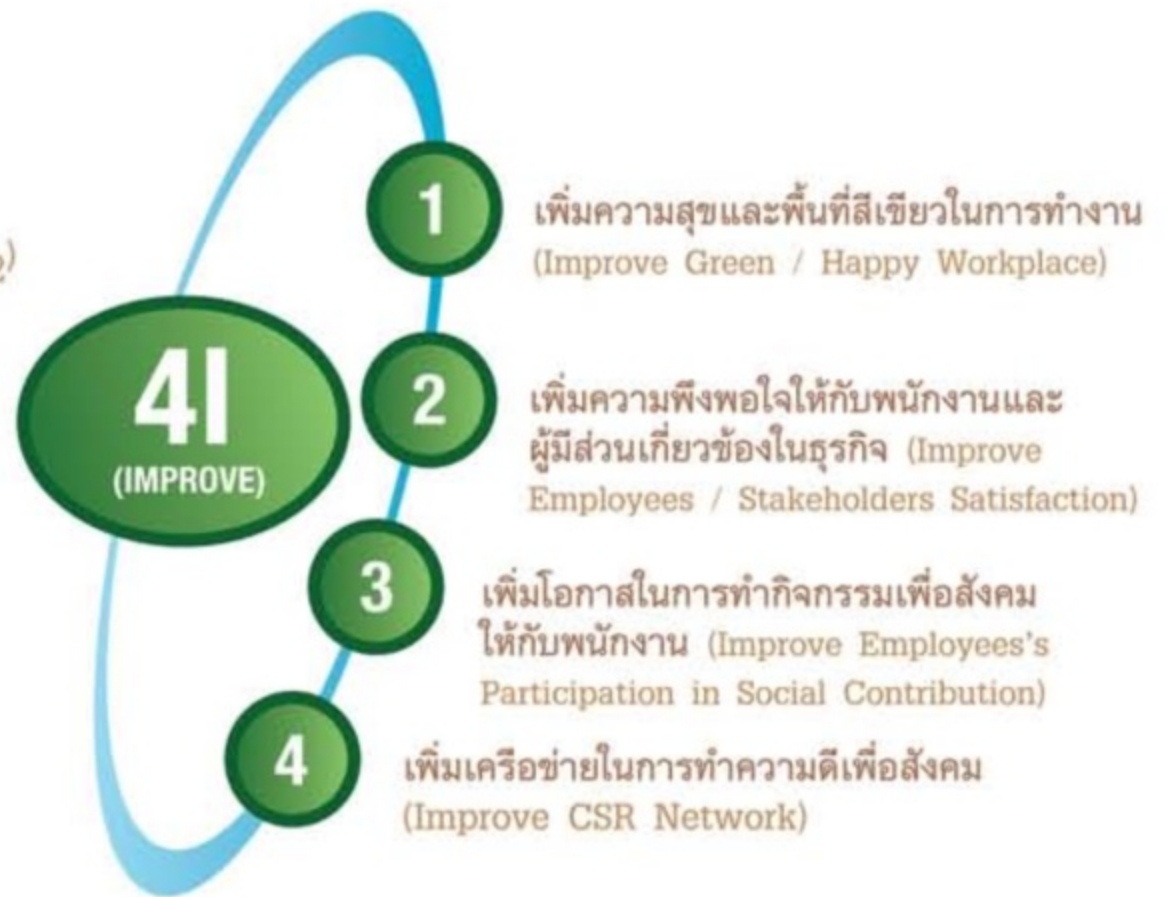 4I
(IMPROVE)
1
เพิ่มความสุขและพื้นที่สีเขียวในการทำงาน
(Improve Green / Happy Workplace)
2
เพิ่มความพึงพอใจให้กับพนักงานและ
ผู้มีส่วนเกี่ยวข้องในธุรกิจ (Improve
Employees / Stakeholders Satisfaction)
3
เพิ่มโอกาสในการทำกิจกรรมเพื่อสังคม
ให้กับพนักงาน (Improve Employees's
Participation in Social Contribution)
4
เพิ่มเครือข่ายในการทำความดีเพื่อสังคม
(Improve CSR Network)